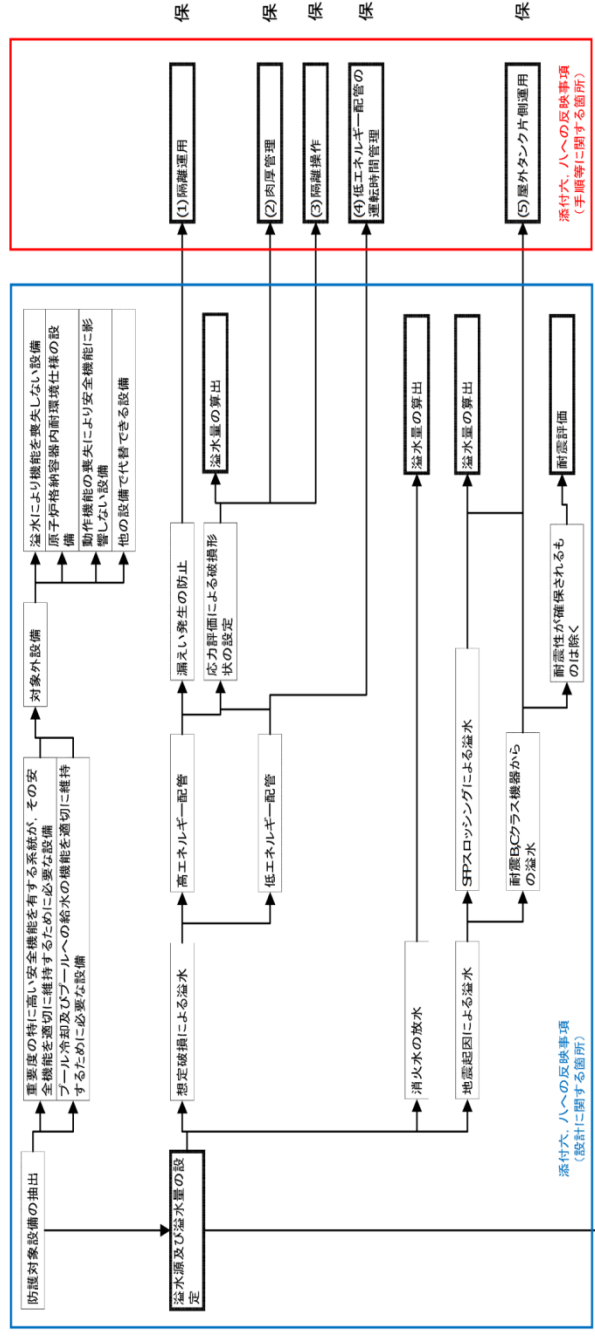 防護対象設備の抽出
重要度の特に高い安全機能を有する系統が、その安
全機能を適切に維持するために必要な設備
プール冷却及びプールへの給水の機能を適切に維持
するために必要な設備
対象外設備
溢水により機能を喪失しない設備
原子炉格納容器内耐環境仕様の設
備
動作機能の喪失により安全機能に影
響しない設備
他の設備で代替できる設備
溢水源及び溢水量の設
定
想定破損による溢水
高エネルギー配管
漏えい発生の防止
(1)隔離運用
保
応力評価による破損形
状の設定
溢水量の算出
(2)肉厚管理
保
(3)隔離操作
保
低エネルギー配管
(4)低エネルギー配管の
運転時間管理
保
消火水の放水
溢水量の算出
地震起因による溢水
SFPスロッシングによる溢水
溢水量の算出
耐震B,Cクラス機器から
の溢水
(5)屋外タンク片側運用
保
耐震性が確保されるも
のは除く
耐震評価
添付六、八への反映事項
（設計に関する箇所）
添付六、八への反映事項
（手順等に関する箇所）